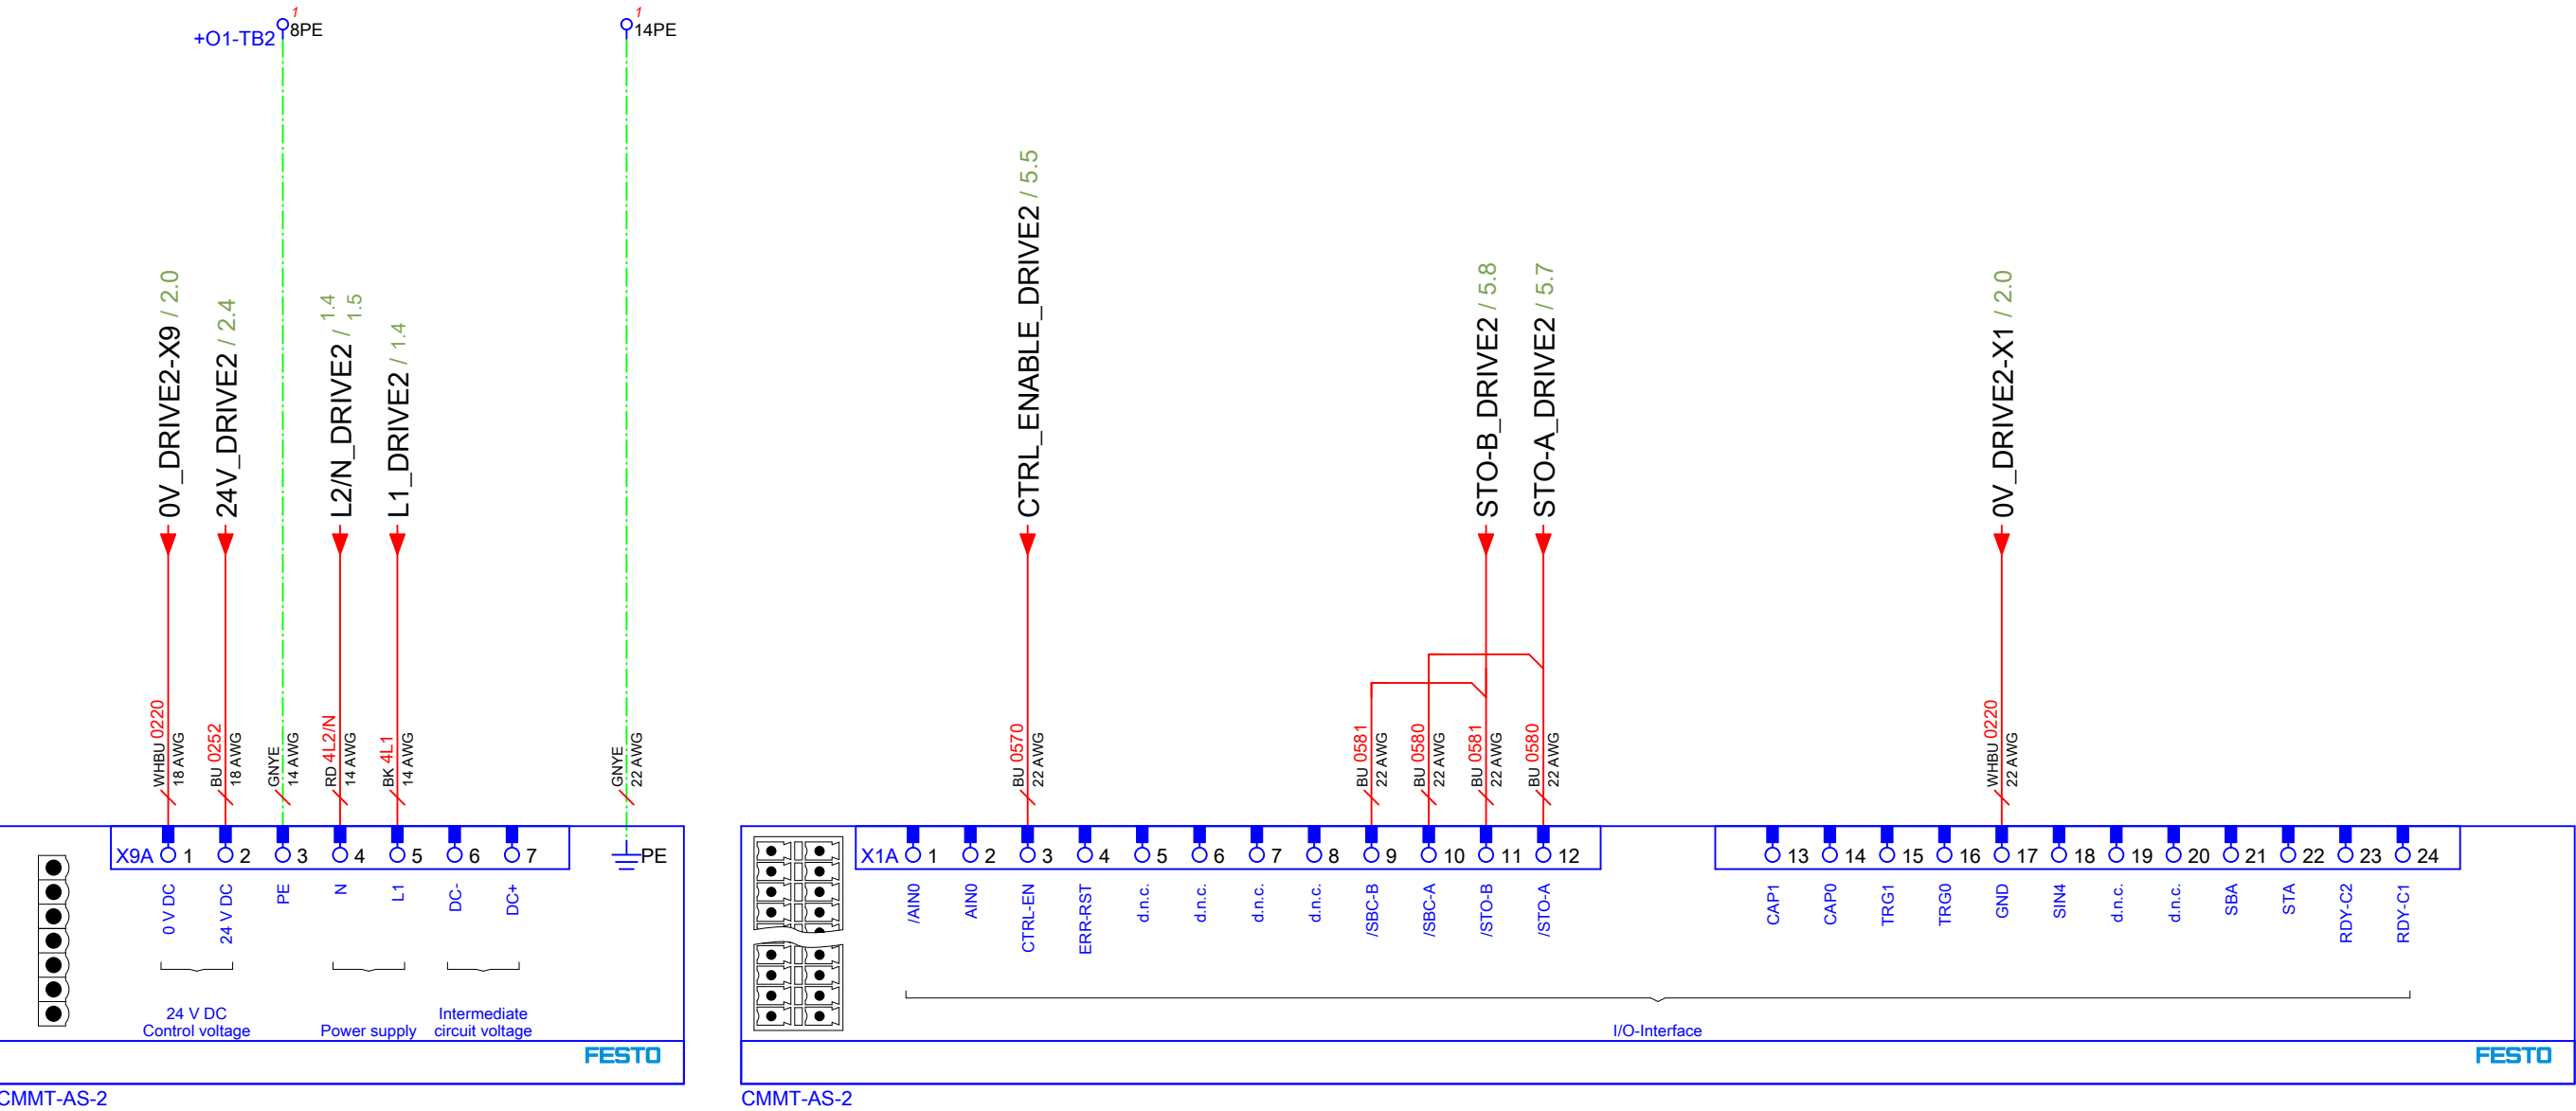 1
8PE
+O1-TB2
1
14PE
0V_DRIVE2-X9 / 2.0
24V_DRIVE2 / 2.4
L2/N_DRIVE2 / 1.4
1.5
L1_DRIVE2 / 1.4
CTRL_ENABLE_DRIVE2 / 5.5
STO-B_DRIVE2 / 5.8
STO-A_DRIVE2 / 5.7
0V_DRIVE2-X1 / 2.0
WHBU 0220
18 AWG
BU 0252
18 AWG
GNYE
14 AWG
RD 4L2/N
14 AWG
BK 4L1
14 AWG
GNYE
22 AWG
BU 0570
22 AWG
BU 0581
22 AWG
BU 0580
22 AWG
BU 0581
22 AWG
BU 0580
22 AWG
WHBU 0220
22 AWG
X9A 1 2 3 4 5 6 7
PE
0 V DC
24 V DC
PE
N
L1
DC-
DC+
24 V DC
Control voltage
Power supply
Intermediate
circuit voltage
FESTO
CMMT-AS-2
X1A 1 2 3 4 5 6 7 8 9 10 11 12
13 14 15 16 17 18 19 20 21 22 23 24
/AIN0
AIN0
CTRL-EN
ERR-RST
d.n.c.
d.n.c.
d.n.c.
d.n.c.
/SBC-B
/SBC-A
/STO-B
/STO-A
CAP1
CAP0
TRG1
TRG0
GND
SIN4
d.n.c.
d.n.c.
SBA
STA
RDY-C2
RDY-C1
I/O-Interface
FESTO
CMMT-AS-2